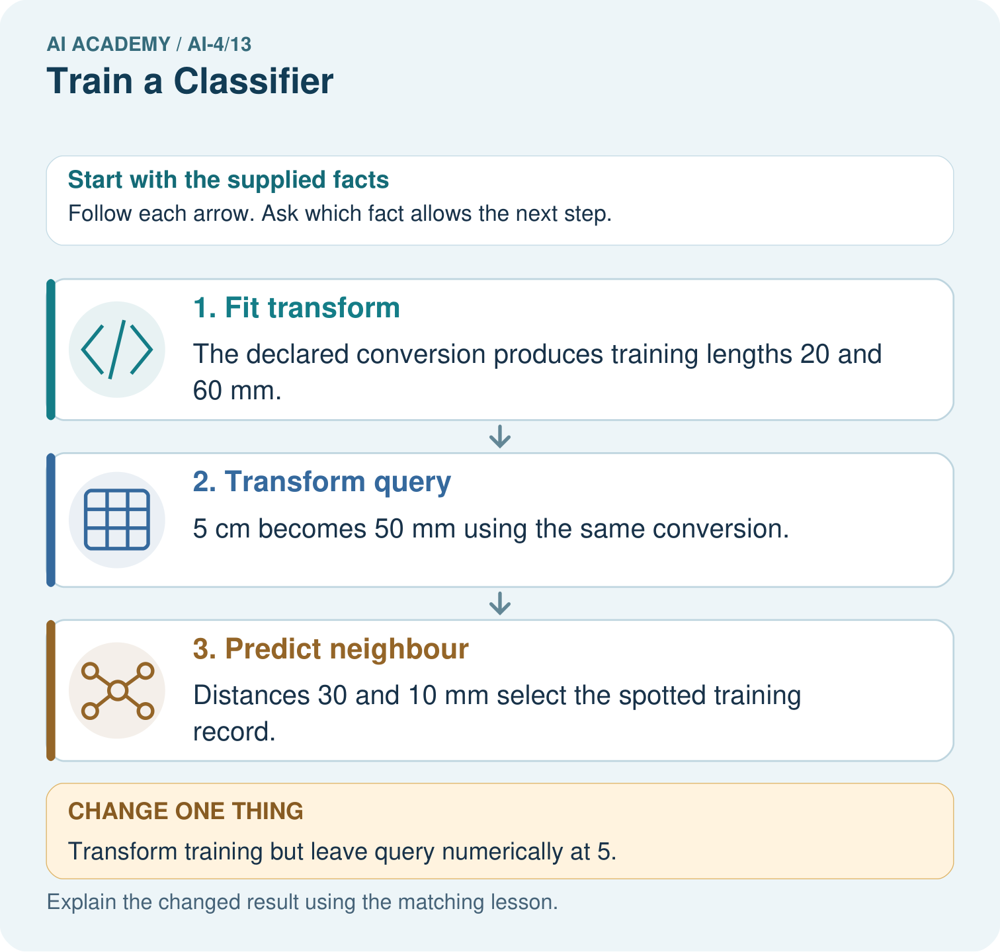 AI ACADEMY / AI-4/13
Train a Classifier
Start with the supplied facts
Follow each arrow. Ask which fact allows the next step.
1. Fit transform
The declared conversion produces training lengths 20 and
60 mm.
2. Transform query
5 cm becomes 50 mm using the same conversion.
3. Predict neighbour
Distances 30 and 10 mm select the spotted training
record.
CHANGE ONE THING
Transform training but leave query numerically at 5.
Explain the changed result using the matching lesson.